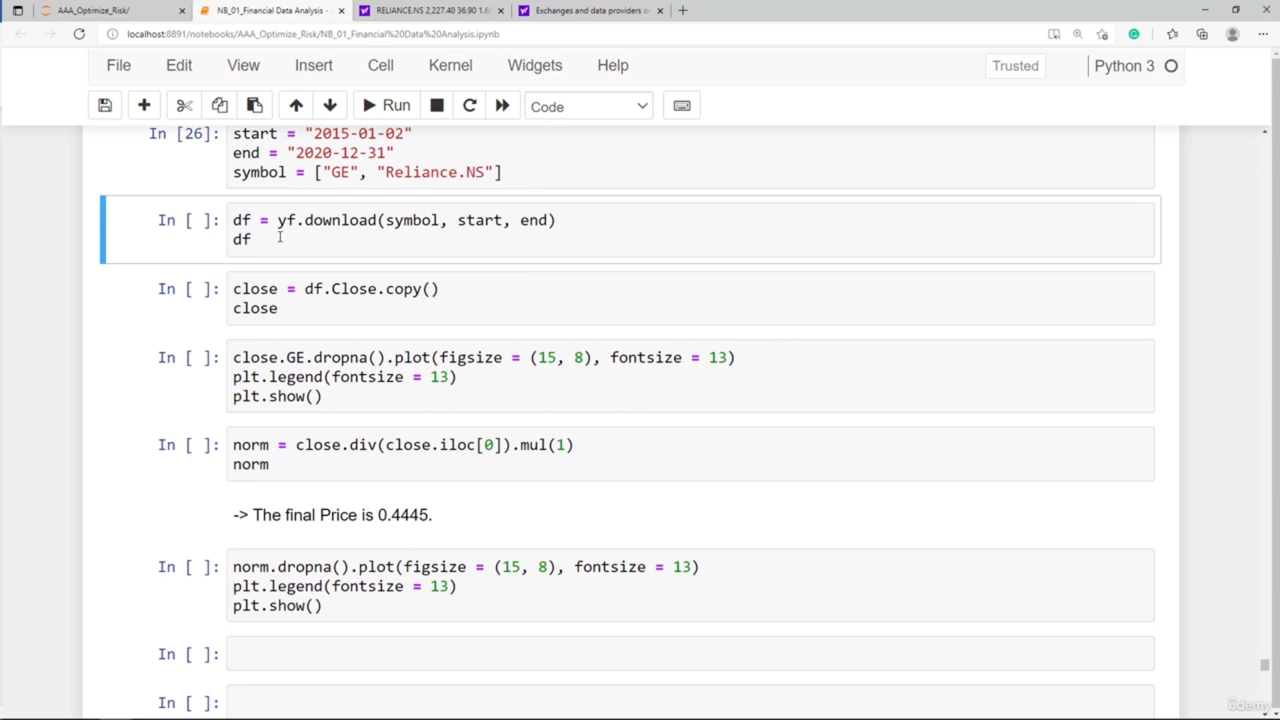 AAA_Optimize_Risk/
NB_01_Financial Data Analysis -
RELIANCE.NS 2,227.40 36.90 1.6
Exchanges and data providers o
localhost:8891/notebooks/AAA_Optimize_Risk/NB_01_Financial%20Data%20Analysis.ipynb
File Edit View Insert Cell Kernel Widgets Help Trusted Python 3
Run Code
In [26]: start = "2015-01-02"
end = "2020-12-31"
symbol = ["GE", "Reliance.NS"]
In [ ]: df = yf.download(symbol, start, end)
df
In [ ]: close = df.Close.copy()
close
In [ ]: close.GE.dropna().plot(figsize = (15, 8), fontsize = 13)
plt.legend(fontsize = 13)
plt.show()
In [ ]: norm = close.div(close.iloc[0]).mul(1)
norm
-> The final Price is 0.4445.
In [ ]: norm.dropna().plot(figsize = (15, 8), fontsize = 13)
plt.legend(fontsize = 13)
plt.show()
In [ ]:
In [ ]:
ûdemy